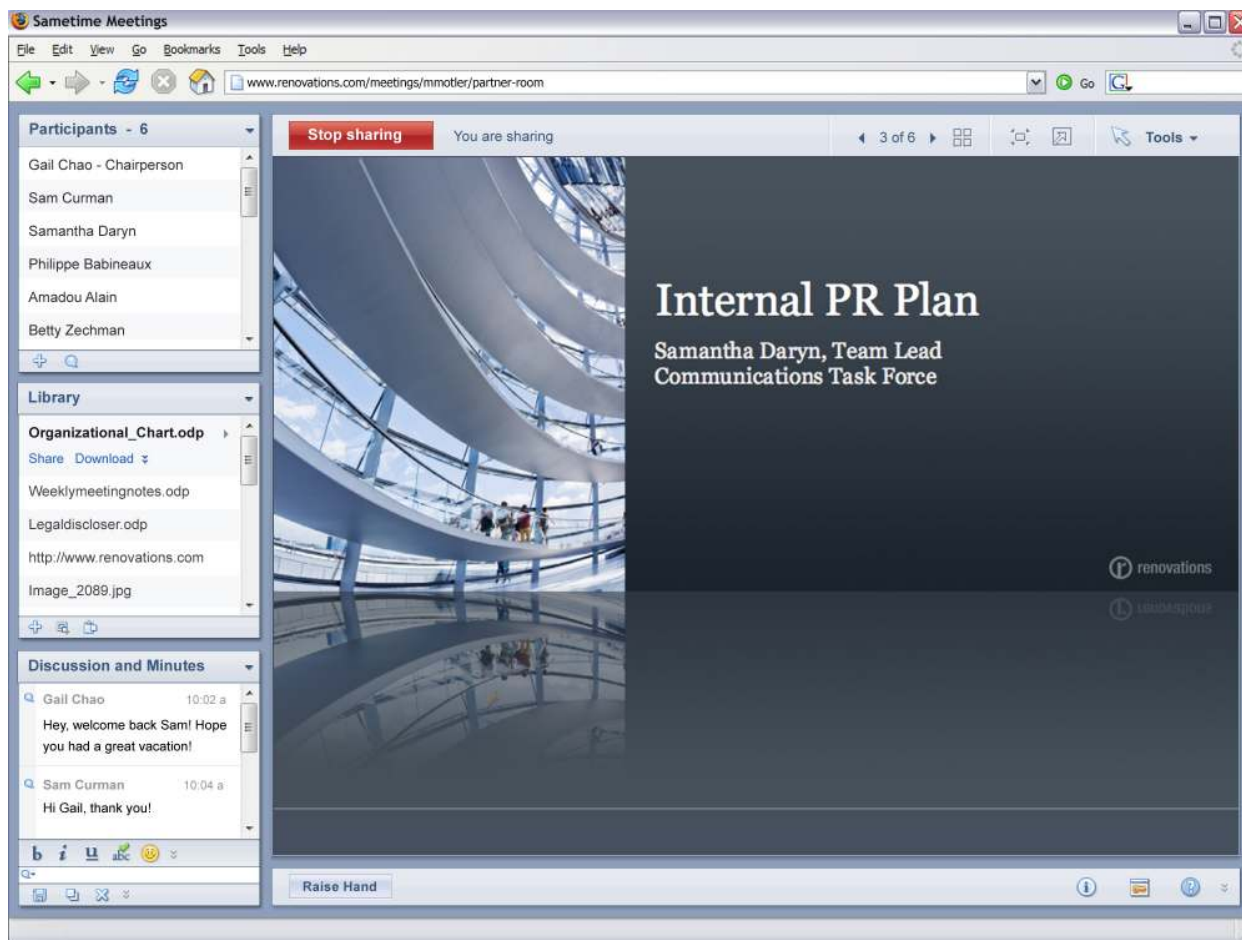 Sametime Meetings
File Edit View Go Bookmarks Tools Help
www.renovations.com/meetings/mmotler/partner-room
Go
G
Participants - 6
Gail Chao - Chairperson
Sam Curman
Samantha Daryn
Philippe Babineaux
Amadou Alain
Betty Zechman
Library
Organizational_Chart.odp
Share Download
Weeklymeetingnotes.odp
Legaldiscloser.odp
http://www.renovations.com
Image_2089.jpg
Discussion and Minutes
Gail Chao 10:02 a
Hey, welcome back Sam! Hope
you had a great vacation!
Sam Curman 10:04 a
Hi Gail, thank you!
b i u abc
Stop sharing You are sharing 3 of 6 Tools
Internal PR Plan
Samantha Daryn, Team Lead
Communications Task Force
r renovations
Raise Hand
i ?